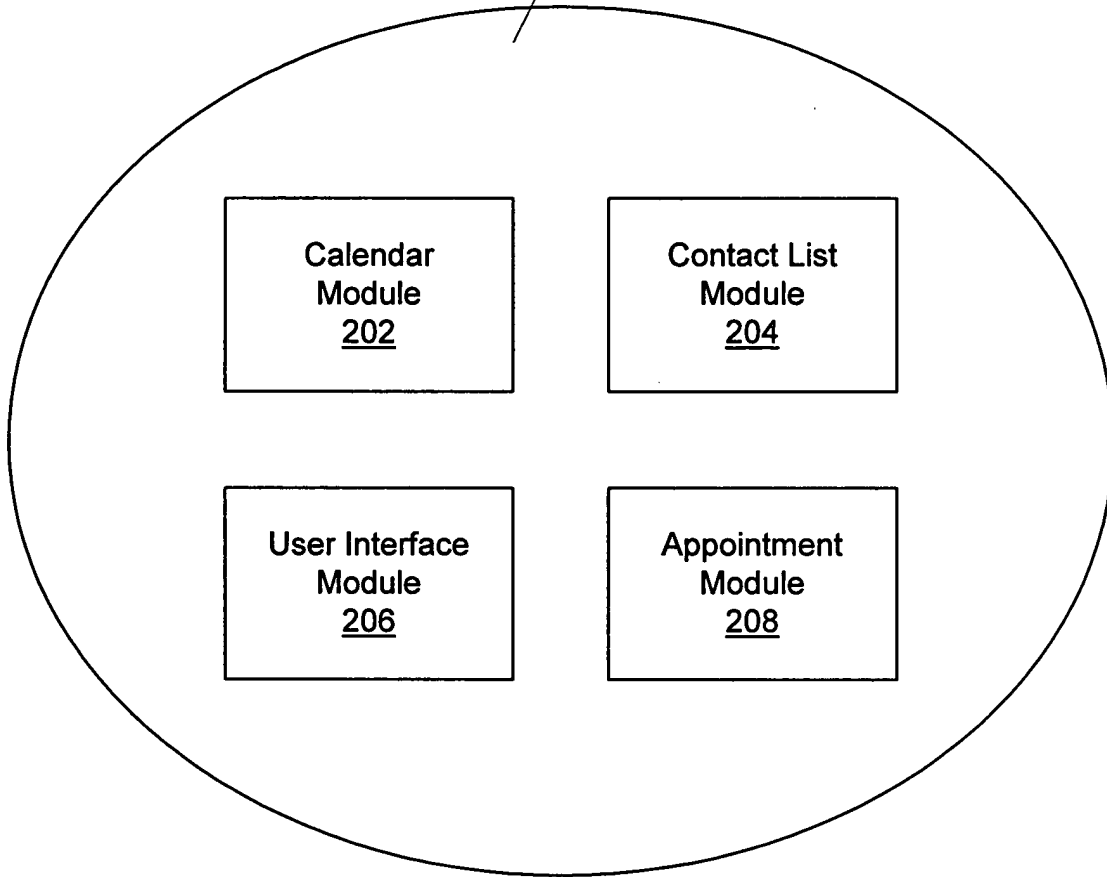 Calendar
Module
202
Contact List
Module
204
User Interface
Module
206
Appointment
Module
208